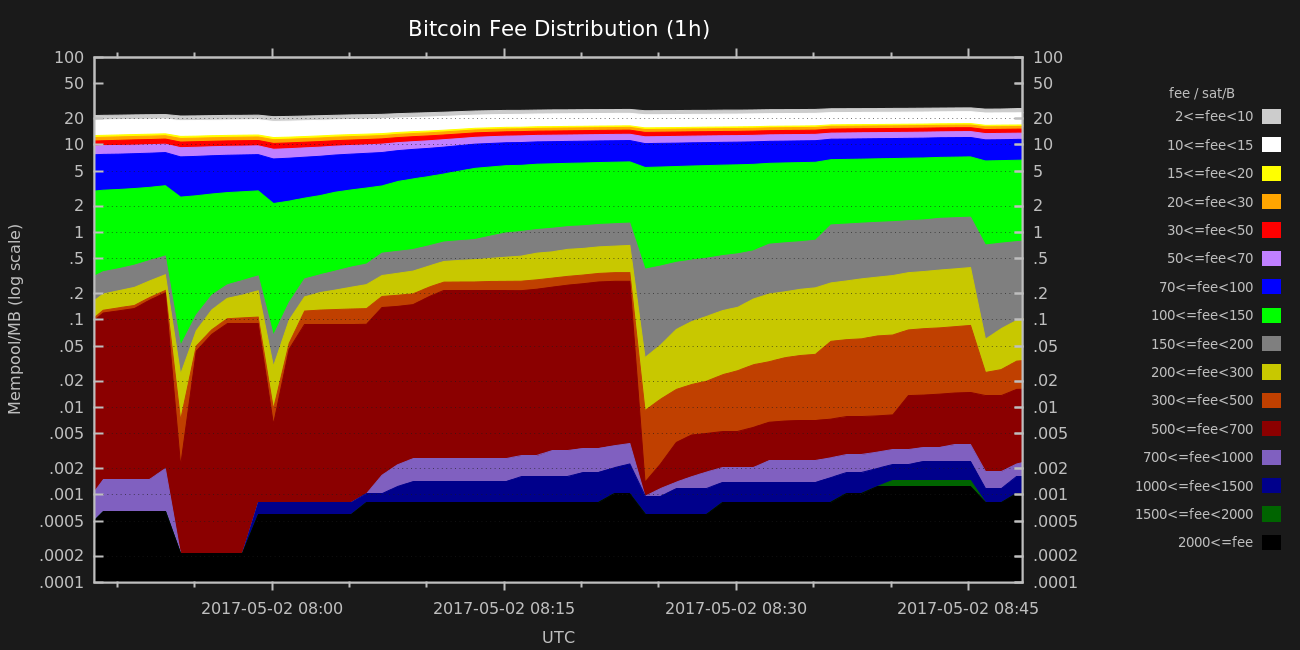 Bitcoin Fee Distribution (1h)
Mempool/MB (log scale)
100
50
20
10
5
2
1
.5
.2
.1
.05
.02
.01
.005
.002
.001
.0005
.0002
.0001
100
50
20
10
5
2
1
.5
.2
.1
.05
.02
.01
.005
.002
.001
.0005
.0002
.0001
2017-05-02 08:00
2017-05-02 08:15
2017-05-02 08:30
2017-05-02 08:45
UTC
fee / sat/B
2<=fee<10
10<=fee<15
15<=fee<20
20<=fee<30
30<=fee<50
50<=fee<70
70<=fee<100
100<=fee<150
150<=fee<200
200<=fee<300
300<=fee<500
500<=fee<700
700<=fee<1000
1000<=fee<1500
1500<=fee<2000
2000<=fee